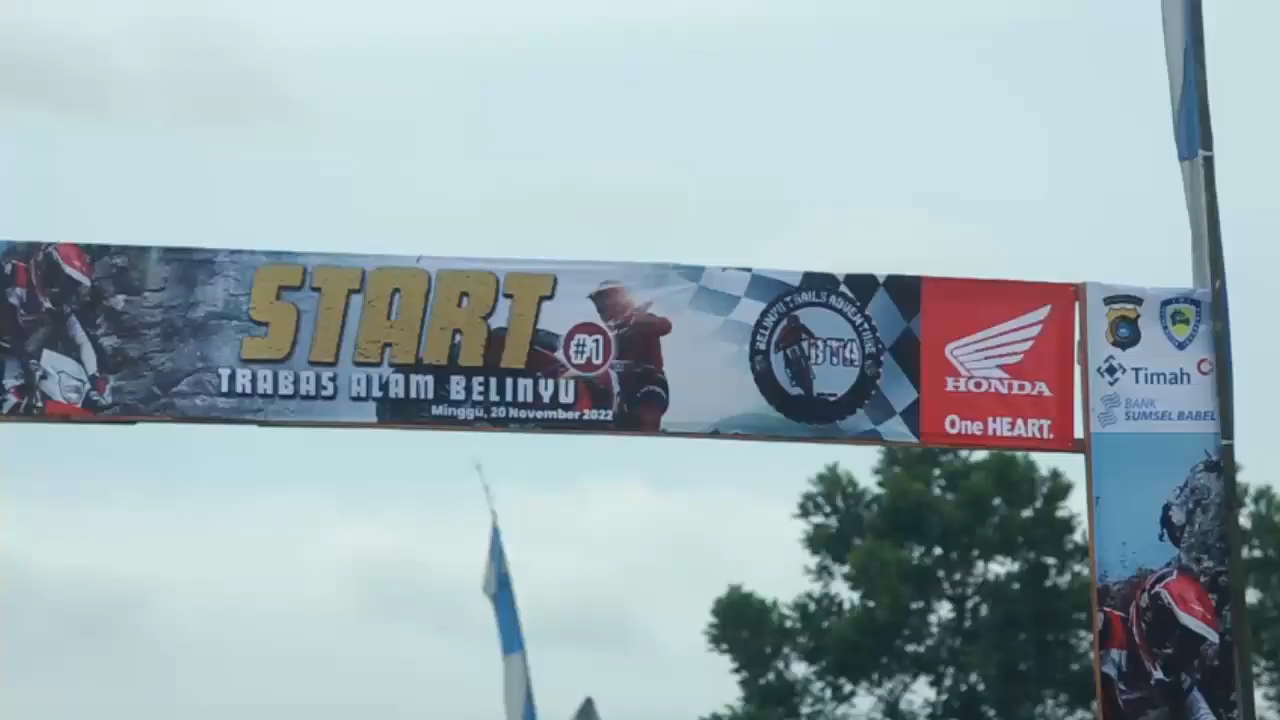 START
#1
TRABAS ALAM BELINYU
Minggu, 20 November 2022
BELINYU TRAILS ADVENTURE
BTA
HONDA
One HEART.
Timah
BANK
SUMSEL BABEL